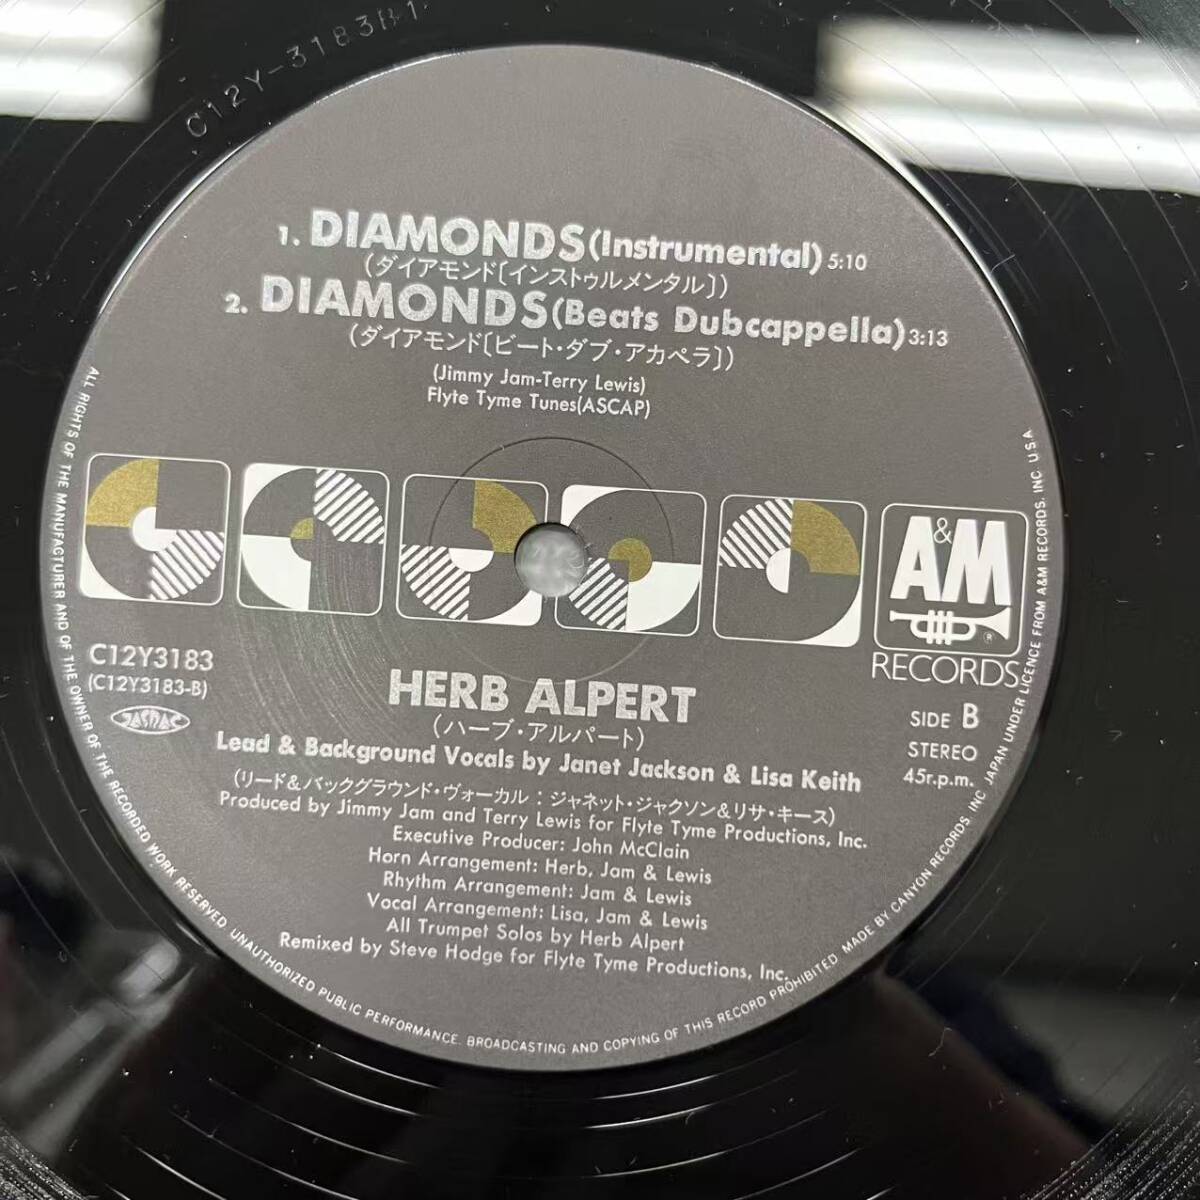 C12Y-3183B1
1. DIAMONDS(Instrumental) 5:10
(ダイアモンド[インストゥルメンタル])
2. DIAMONDS(Beats Dubcappella) 3:13
(ダイアモンド[ビート・ダブ・アカペラ])
(Jimmy Jam-Terry Lewis)
Flyte Tyme Tunes(ASCAP)
A&M
®
RECORDS
C12Y3183
(C12Y3183-B)
JASRAC
SIDE B
STEREO
45r.p.m.
HERB ALPERT
(ハーブ・アルパート)
Lead & Background Vocals by Janet Jackson & Lisa Keith
(リード&バックグラウンド・ヴォーカル:ジャネット・ジャクソン&リサ・キース)
Produced by Jimmy Jam and Terry Lewis for Flyte Tyme Productions, Inc.
Executive Producer: John McClain
Horn Arrangement: Herb, Jam & Lewis
Rhythm Arrangement: Jam & Lewis
Vocal Arrangement: Lisa, Jam & Lewis
All Trumpet Solos by Herb Alpert
Remixed by Steve Hodge for Flyte Tyme Productions, Inc.
ALL RIGHTS OF THE MANUFACTURER AND OF THE OWNER OF THE RECORDED WORK RESERVED. UNAUTHORIZED PUBLIC PERFORMANCE. BROADCASTING AND COPYING OF THIS RECORD PROHIBITED. MADE BY CANYON RECORDS, INC. JAPAN UNDER LICENCE FROM A&M RECORDS, INC. U.S.A.